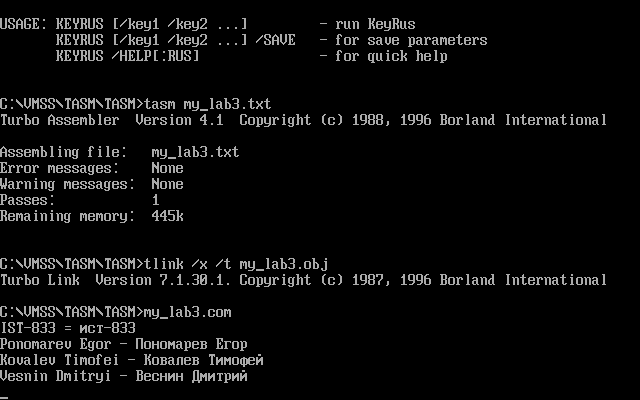 USAGE: KEYRUS [/key1 /key2 ...] - run KeyRus
KEYRUS [/key1 /key2 ...] /SAVE - for save parameters
KEYRUS /HELP[:RUS] - for quick help
C:\VMSS\TASM\TASM>tasm my_lab3.txt
Turbo Assembler Version 4.1 Copyright (c) 1988, 1996 Borland International
Assembling file: my_lab3.txt
Error messages: None
Warning messages: None
Passes: 1
Remaining memory: 445k
C:\VMSS\TASM\TASM>tlink /x /t my_lab3.obj
Turbo Link Version 7.1.30.1. Copyright (c) 1987, 1996 Borland International
C:\VMSS\TASM\TASM>my_lab3.com
IST-833 = ист-833
Ponomarev Egor - Пономарев Егор
Kovalev Timofei - Ковалев Тимофей
Vesnin Dmitryi - Веснин Дмитрий